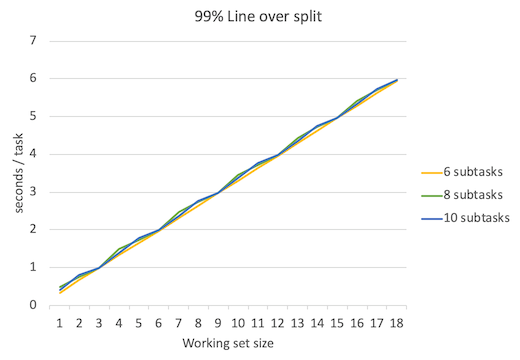 99% Line over split
7
6
5
4
3
2
1
0
seconds / task
1 2 3 4 5 6 7 8 9 10 11 12 13 14 15 16 17 18
Working set size
6 subtasks
8 subtasks
10 subtasks